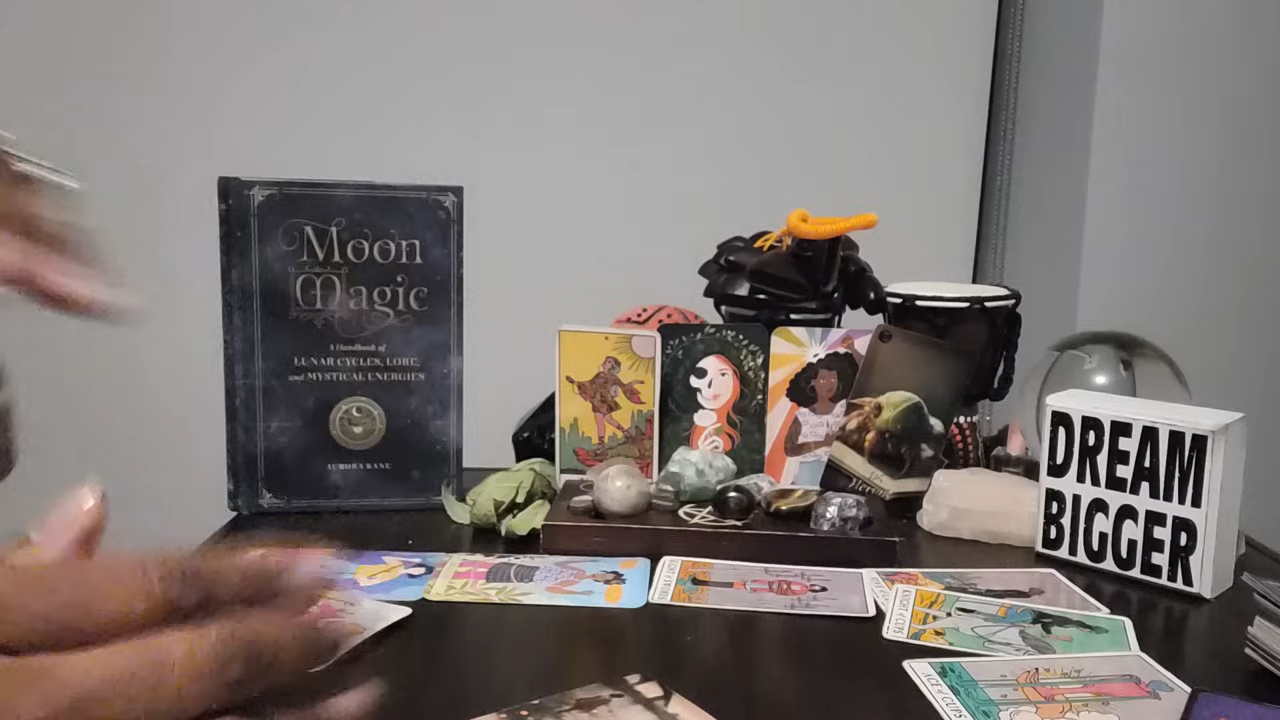 Moon
Magic
A Handbook of
LUNAR CYCLES, LORE,
and MYSTICAL ENERGIES
AURORA KANE
DREAM
BIGGER
KNIGHT of CUPS
ACE of CUPS